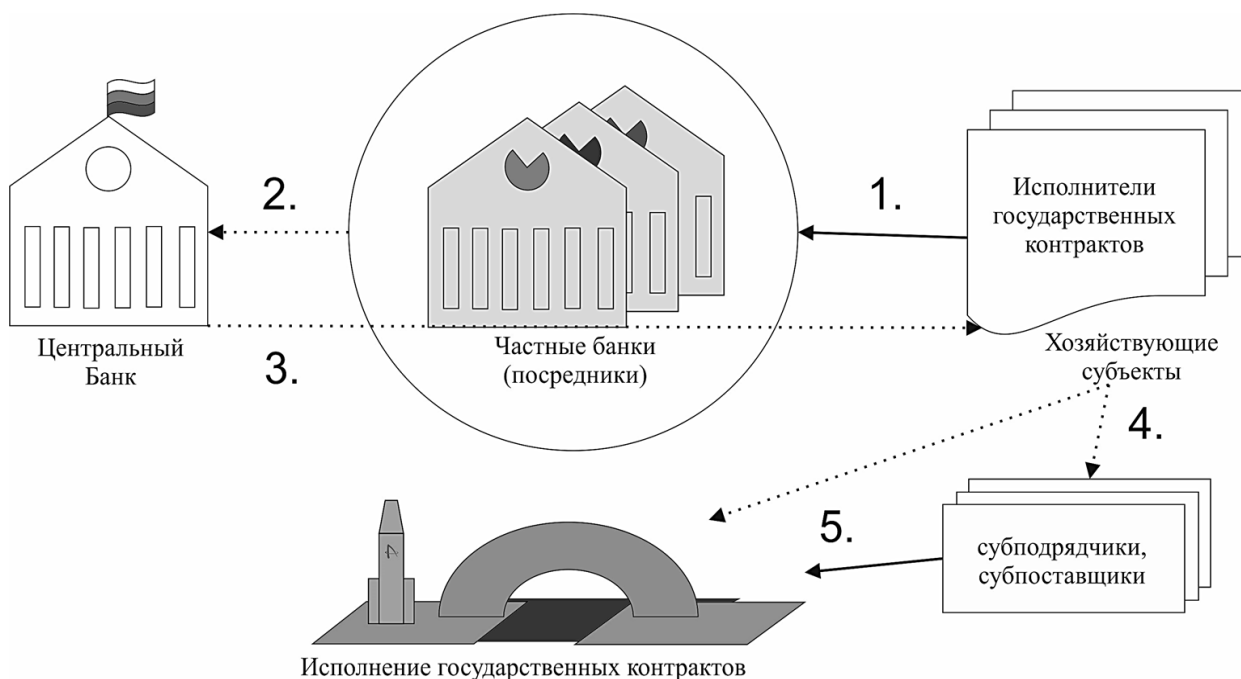 2.
1.
Исполнители
государственных
контрактов
Центральный
Банк
3.
Частные банки
(посредники)
Хозяйствующие
субъекты
4.
5.
субподрядчики,
субпоставщики
Исполнение государственных контрактов